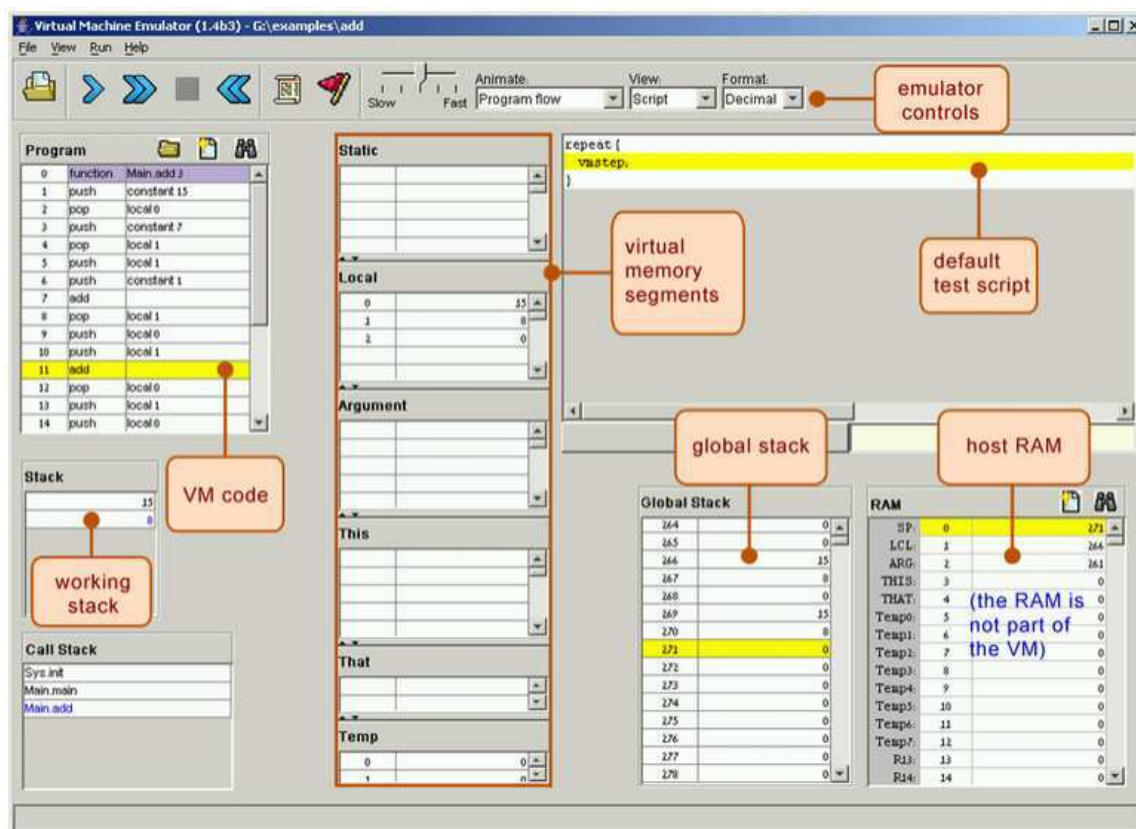 Virtual Machine Emulator (1.4b3) - G:\examples\add
File View Run Help
Slow Fast
Animate:
Program flow
View:
Script
Format:
Decimal
emulator
controls
Program
0 function Main.add 3
1 push constant 15
2 pop local 0
3 push constant 7
4 pop local 1
5 push local 1
6 push constant 1
7 add
8 pop local 1
9 push local 0
10 push local 1
11 add
12 pop local 0
13 push local 1
14 push local 0
VM code
Stack
15
8
working
stack
Call Stack
Sys.init
Main.main
Main.add
Static
Local
0 15
1 8
2 0
Argument
This
That
Temp
0 0
1 0
virtual
memory
segments
repeat {
vmstep;
}
default
test script
global stack
Global Stack
264 0
265 0
266 15
267 8
268 0
269 15
270 8
271 0
272 0
273 0
274 0
275 0
276 0
277 0
278 0
host RAM
RAM
SP: 0 271
LCL: 1 266
ARG: 2 261
THIS: 3 0
THAT: 4 0
Temp0: 5 0
Temp1: 6 0
Temp2: 7 0
Temp3: 8 0
Temp4: 9 0
Temp5: 10 0
Temp6: 11 0
Temp7: 12 0
R13: 13 0
R14: 14 0
(the RAM is
not part of
the VM)